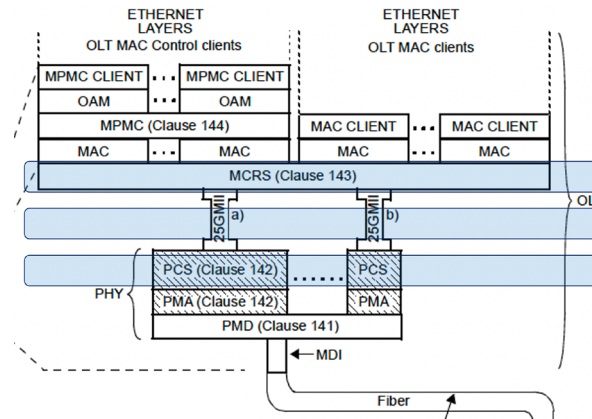 ETHERNET
LAYERS
OLT MAC Control clients
ETHERNET
LAYERS
OLT MAC clients
MPMC CLIENT ... MPMC CLIENT
OAM ... OAM
MPMC (Clause 144)
MAC CLIENT ... MAC CLIENT
MAC ... MAC
MAC ... MAC
MCRS (Clause 143)
25GMII a)
25GMII b)
OL
PCS (Clause 142) ...... PCS
PHY
PMA (Clause 142) PMA
PMD (Clause 141)
MDI
Fiber